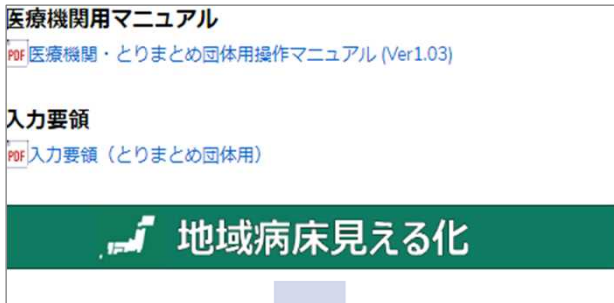 医療機関用マニュアル
PDF 医療機関・とりまとめ団体用操作マニュアル (Ver1.03)
入力要領
PDF 入力要領（とりまとめ団体用）
地域病床見える化